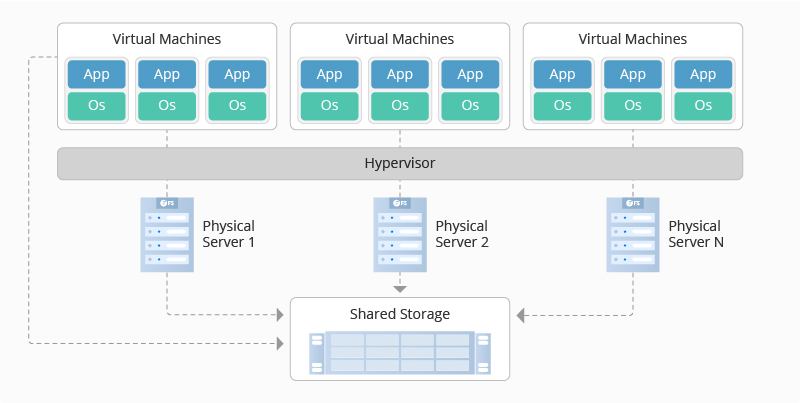 Virtual Machines
Virtual Machines
Virtual Machines
App
App
App
App
App
App
App
App
App
Os
Os
Os
Os
Os
Os
Os
Os
Os
Hypervisor
FS
FS
FS
Physical
Server 1
Physical
Server 2
Physical
Server N
Shared Storage